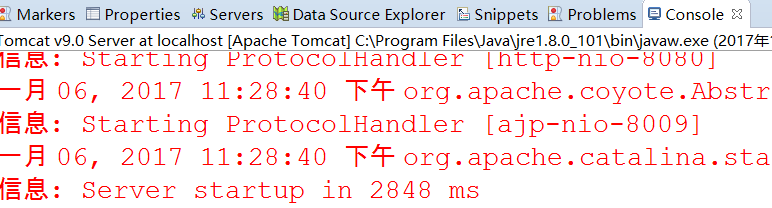 Markers Properties Servers Data Source Explorer Snippets Problems Console
Tomcat v9.0 Server at localhost [Apache Tomcat] C:\Program Files\Java\jre1.8.0_101\bin\javaw.exe (2017年
信息: Starting ProtocolHandler [http-nio-8080]
一月 06, 2017 11:28:40 下午 org.apache.coyote.Abstr
信息: Starting ProtocolHandler [ajp-nio-8009]
一月 06, 2017 11:28:40 下午 org.apache.catalina.sta
信息: Server startup in 2848 ms